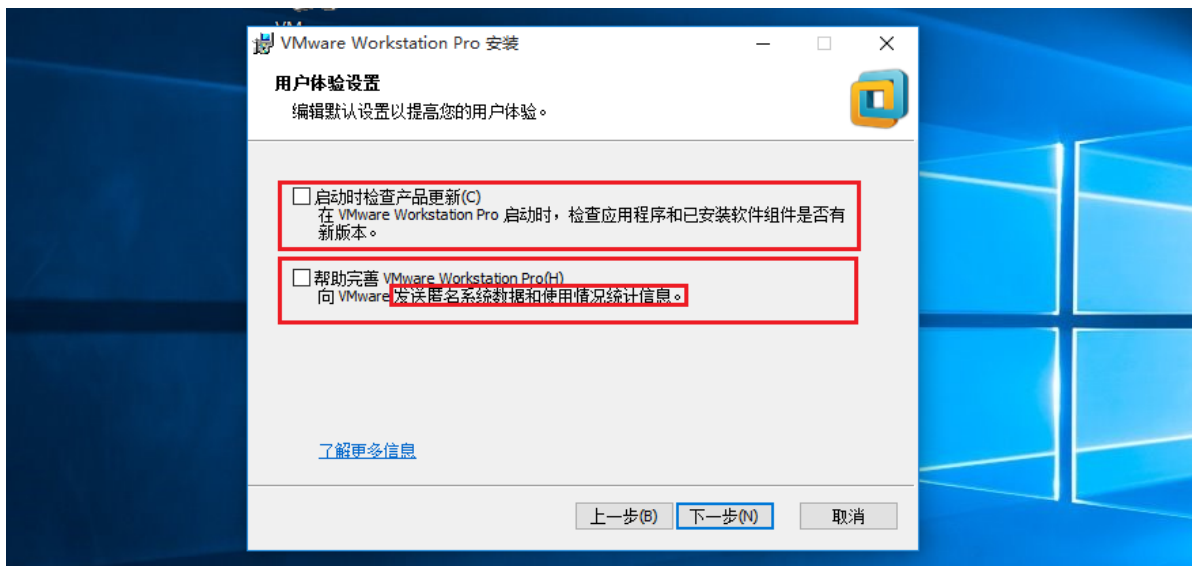 VMware Workstation Pro 安装
用户体验设置
编辑默认设置以提高您的用户体验。
启动时检查产品更新(C)
在 VMware Workstation Pro 启动时，检查应用程序和已安装软件组件是否有
新版本。
帮助完善 VMware Workstation Pro(H)
向 VMware 发送匿名系统数据和使用情况统计信息。
了解更多信息
上一步(B)
下一步(N)
取消